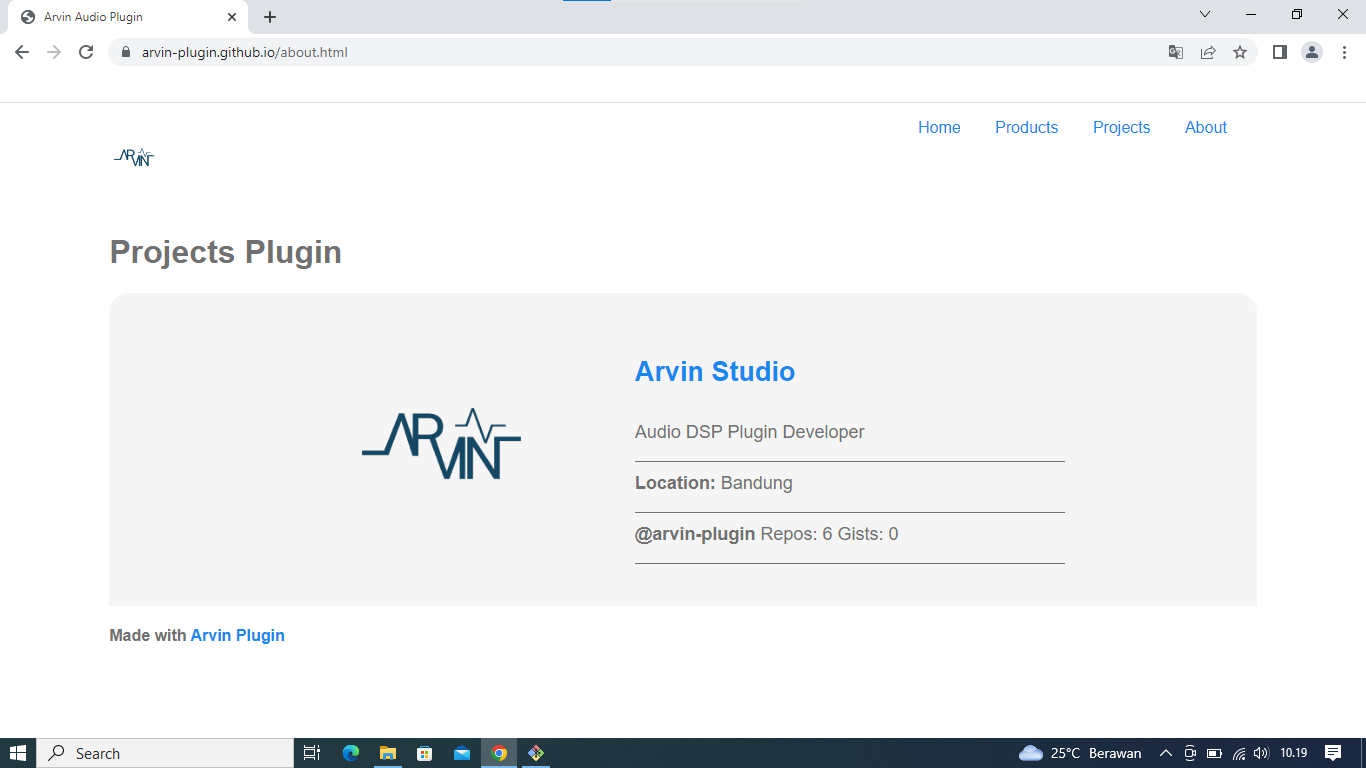 Arvin Audio Plugin
arvin-plugin.github.io/about.html
Home Products Projects About
ARVIN
Projects Plugin
ARVIN
Arvin Studio
Audio DSP Plugin Developer
Location: Bandung
@arvin-plugin Repos: 6 Gists: 0
Made with Arvin Plugin
Search
25°C Berawan
10.19